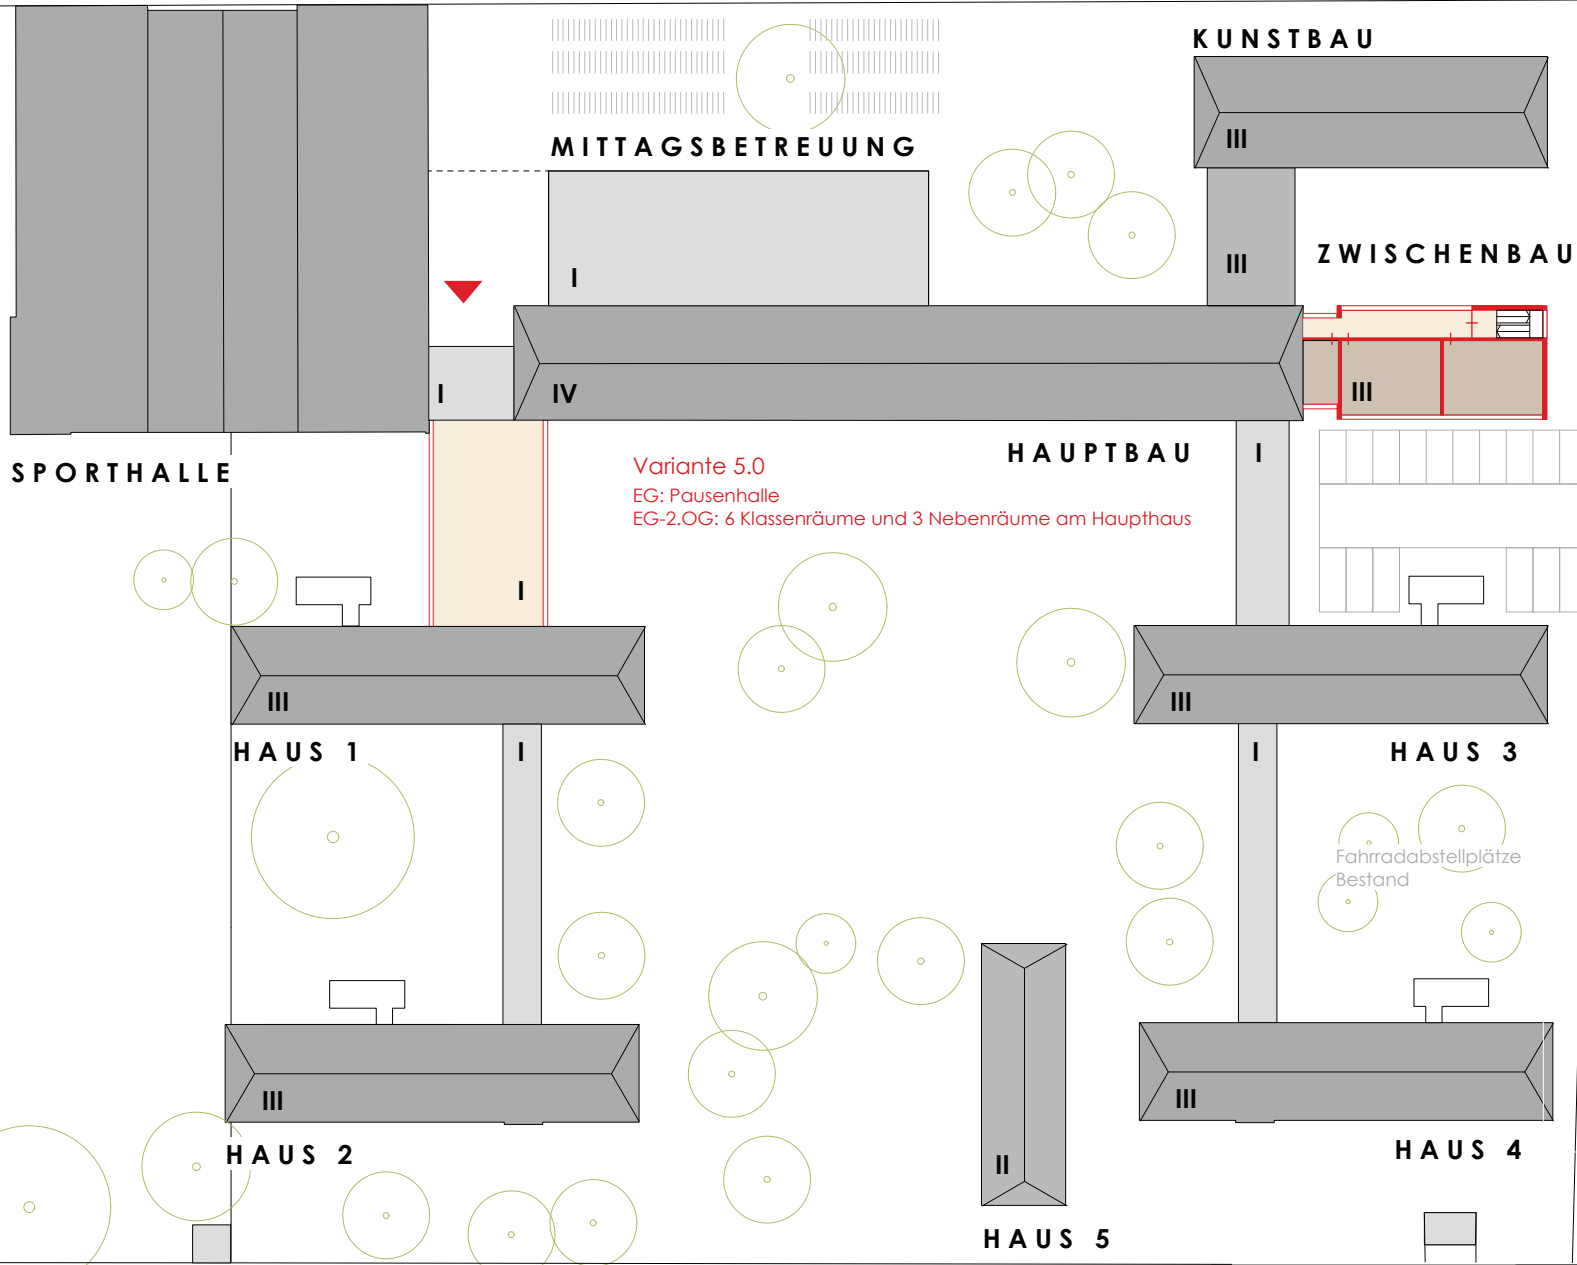 KUNSTBAU
III
MITTAGSBETREUUNG
I
III
ZWISCHENBAU
I
IV
III
SPORTHALLE
HAUPTBAU
I
Variante 5.0
EG: Pausenhalle
EG-2.OG: 6 Klassenräume und 3 Nebenräume am Haupthaus
I
III
III
HAUS 1
I
I
HAUS 3
Fahrradabstellplätze
Bestand
III
III
HAUS 2
II
HAUS 4
HAUS 5